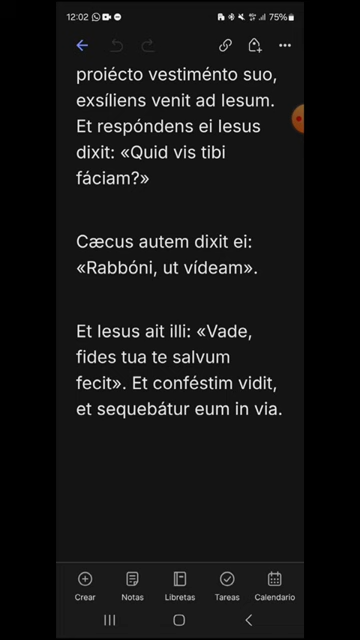 12:02
75%
proiécto vestiménto suo,
exsíliens venit ad Iesum.
Et respóndens ei Iesus
dixit: «Quid vis tibi
fáciam?»
Cæcus autem dixit ei:
«Rabbóni, ut vídeam».
Et Iesus ait illi: «Vade,
fides tua te salvum
fecit». Et conféstim vidit,
et sequebátur eum in via.
Crear Notas Libretas Tareas Calendario